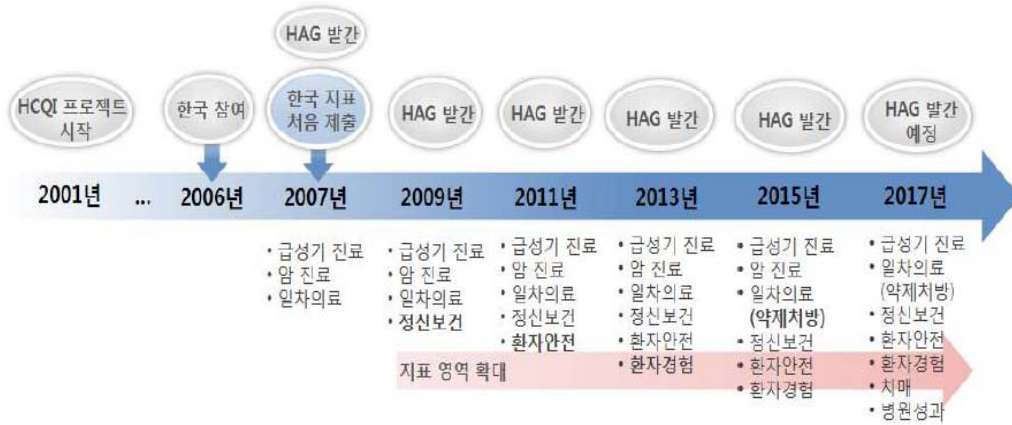 HAG 발간
HCQI 프로젝트
시작
한국 참여
한국 지표
처음 제출
HAG 발간
HAG 발간
HAG 발간
HAG 발간
HAG 발간
예정
2001년 ... 2006년 2007년 2009년 2011년 2013년 2015년 2017년
• 급성기 진료
• 암 진료
• 일차의료
• 급성기 진료
• 암 진료
• 일차의료
• 정신보건
• 급성기 진료
• 암 진료
• 일차의료
• 정신보건
• 환자안전
• 급성기 진료
• 암 진료
• 일차의료
• 정신보건
• 환자안전
• 환자경험
• 급성기 진료
• 암 진료
• 일차의료
(약제처방)
• 정신보건
• 환자안전
• 환자경험
• 급성기 진료
• 일차의료
(약제처방)
• 정신보건
• 환자안전
• 환자경험
• 치매
• 병원성과
지표 영역 확대